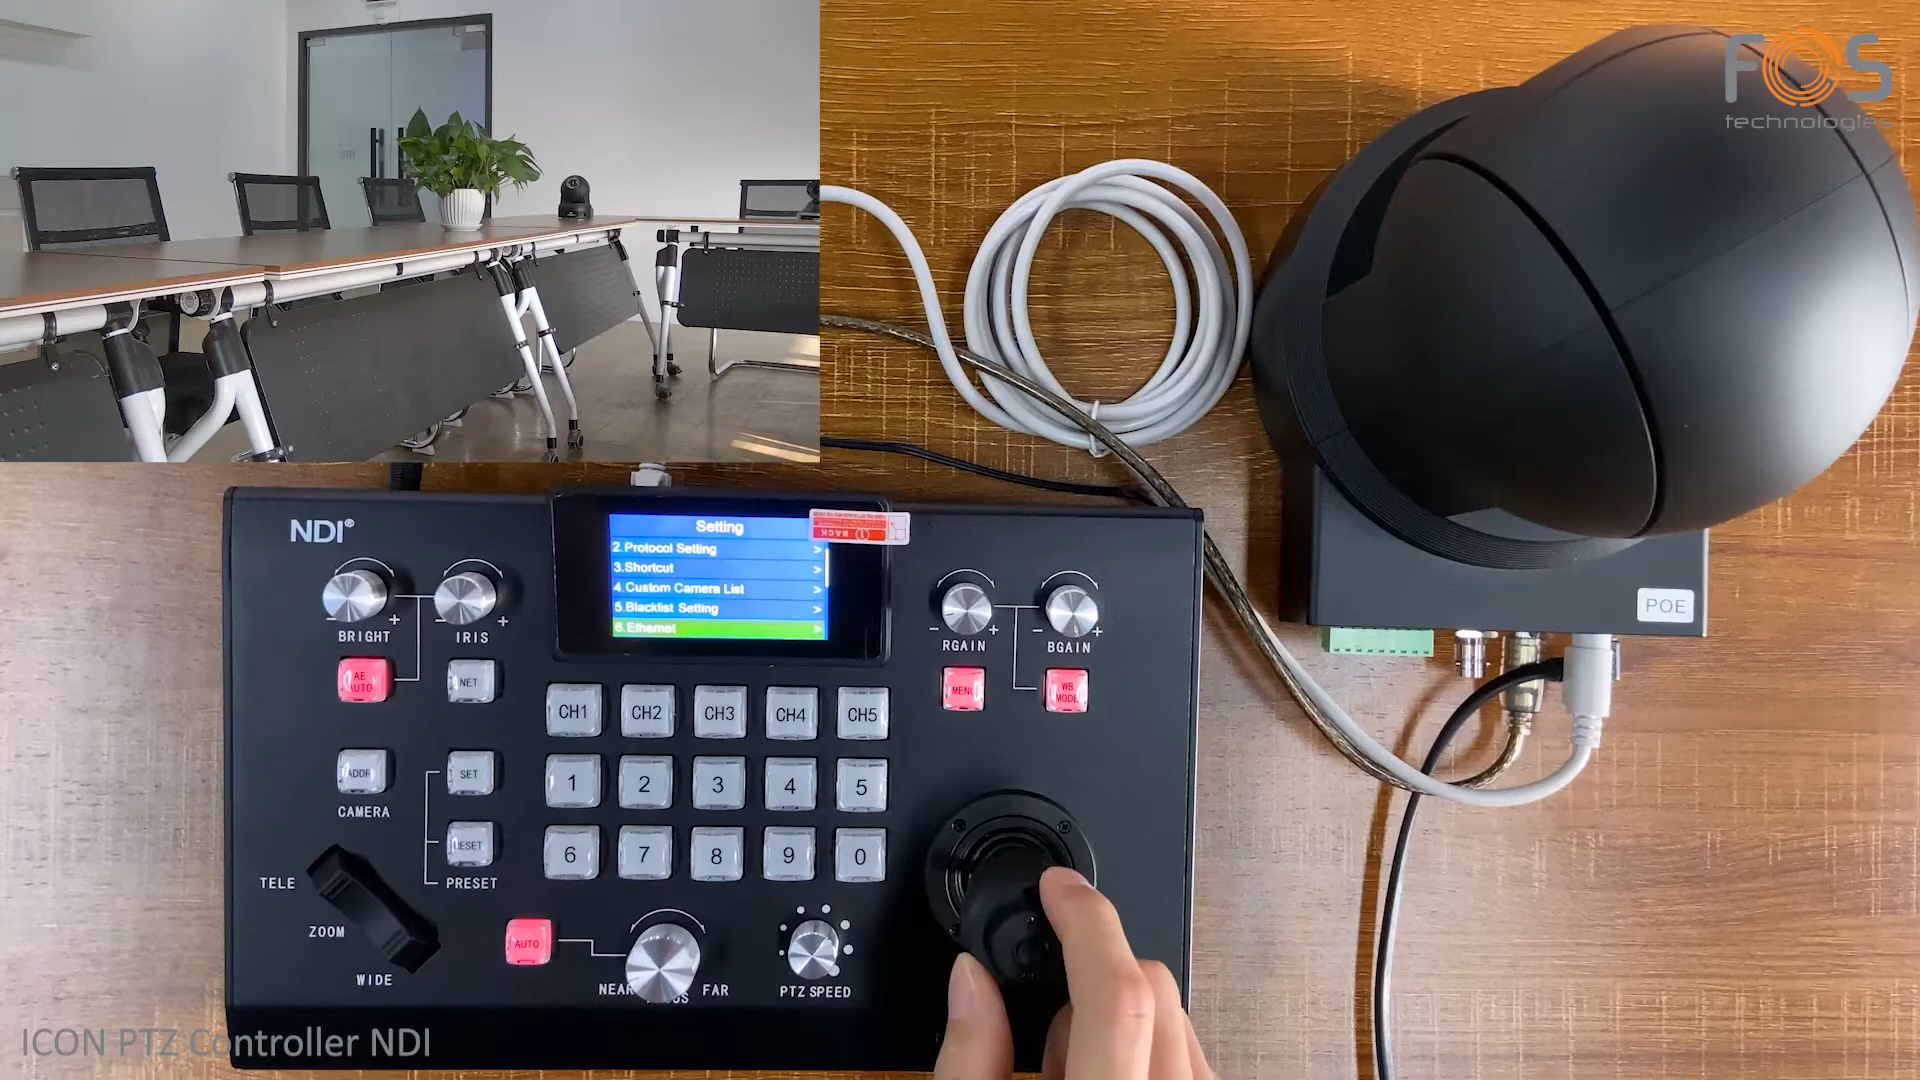 FOS
technologies
NDI®
Setting
2.Protocol Setting >
3.Shortcut >
4.Custom Camera List >
5.Blacklist Setting >
6.Ethernet >
BACK
BRIGHT
IRIS
RGAIN
BGAIN
AE
AUTO
NET
MENU
WB
MODE
CH1 CH2 CH3 CH4 CH5
ADDR
CAMERA
SET
1 2 3 4 5
6 7 8 9 0
PRESET
TELE
ZOOM
WIDE
AUTO
NEAR
FAR
PTZ SPEED
POE
ICON PTZ Controller NDI